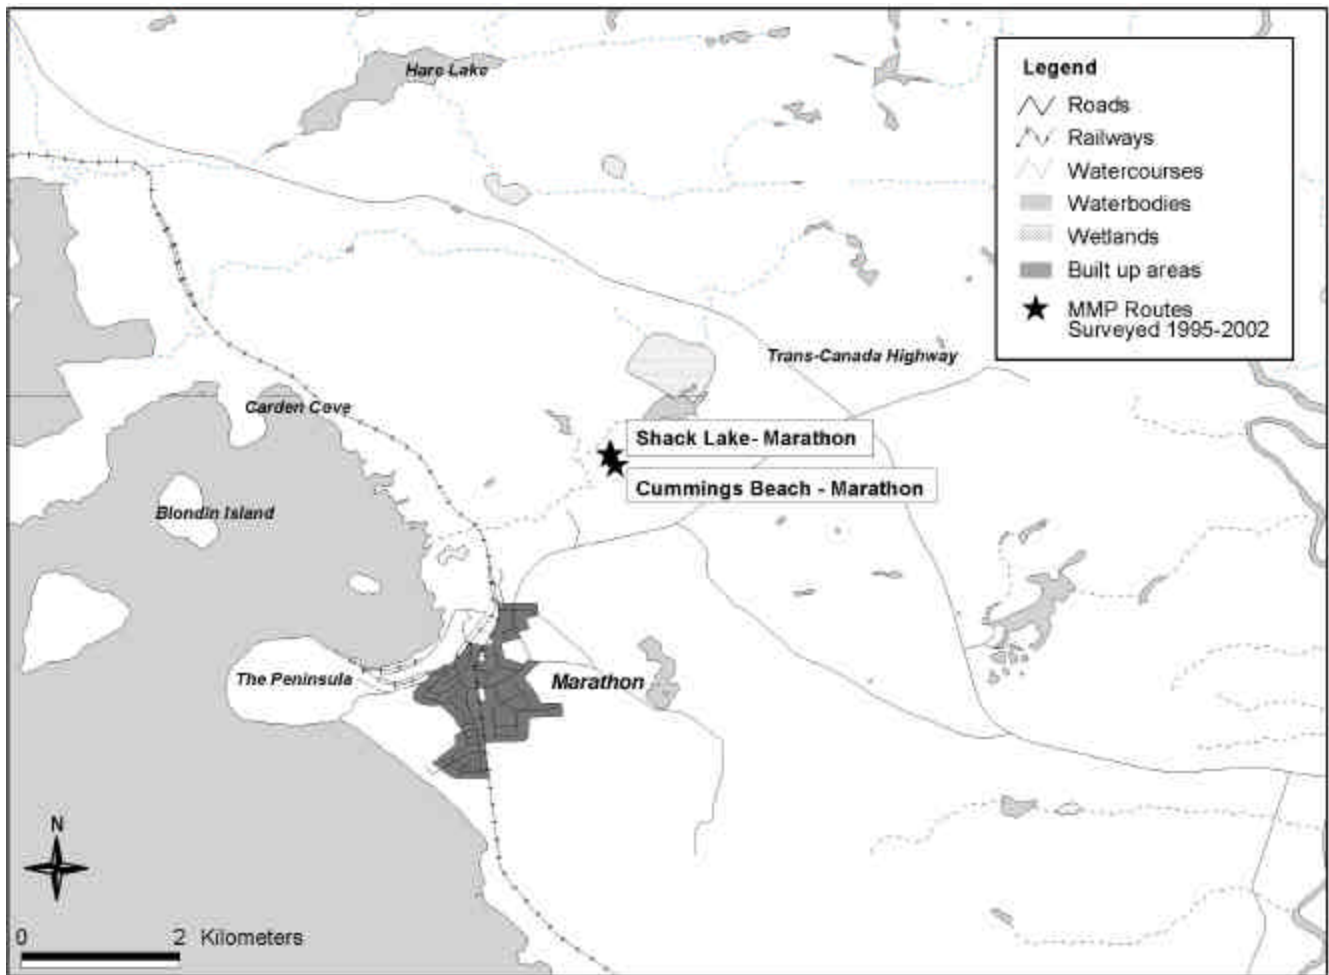 Hare Lake
Legend
Roads
Railways
Watercourses
Waterbodies
Wetlands
Built up areas
MMP Routes
Surveyed 1995-2002
Trans-Canada Highway
Carden Cove
Shack Lake- Marathon
Cummings Beach - Marathon
Blondin Island
The Peninsula
Marathon
N
0 2 Kilometers